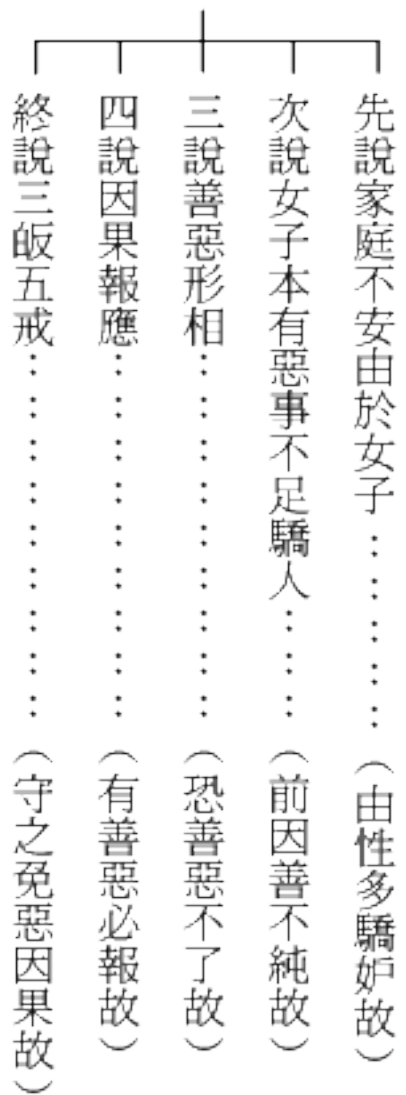 先說家庭不安由於女子………(由性多驕妒故)
次說女子本有惡事不足驕人……(前因善不純故)
三說善惡形相……………(恐善惡不了故)
四說因果報應……………(有善惡必報故)
終說三皈五戒……………(守之免惡因果故)